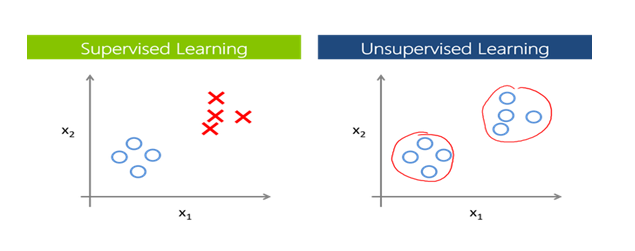 Supervised Learning
Unsupervised Learning
x2
x1
x2
x1